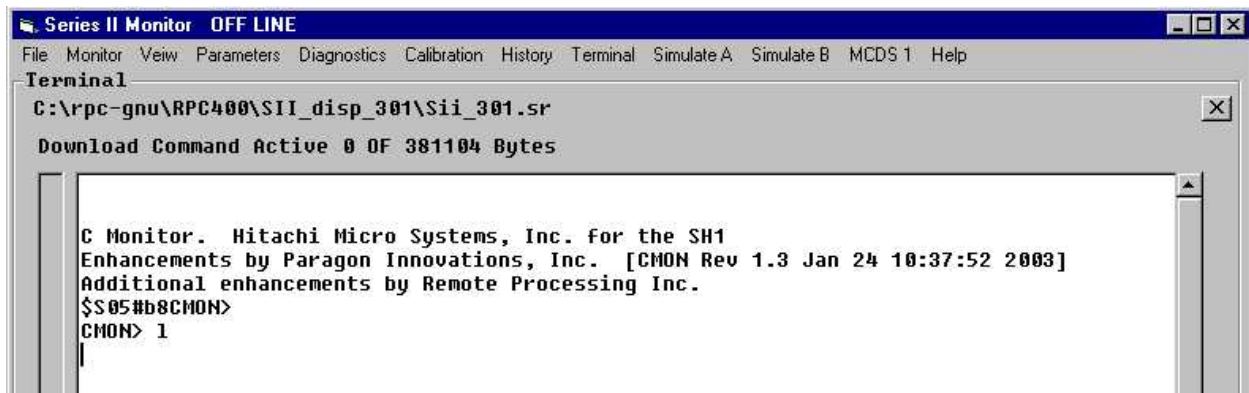 Series II Monitor OFF LINE
File Monitor Veiw Parameters Diagnostics Calibration History Terminal Simulate A Simulate B MCDS 1 Help
Terminal
C:\rpc-gnu\RPC400\SII_disp_301\Sii_301.sr
Download Command Active 0 OF 381104 Bytes
C Monitor. Hitachi Micro Systems, Inc. for the SH1
Enhancements by Paragon Innovations, Inc. [CMON Rev 1.3 Jan 24 10:37:52 2003]
Additional enhancements by Remote Processing Inc.
$S05#b8CMON>
CMON> l